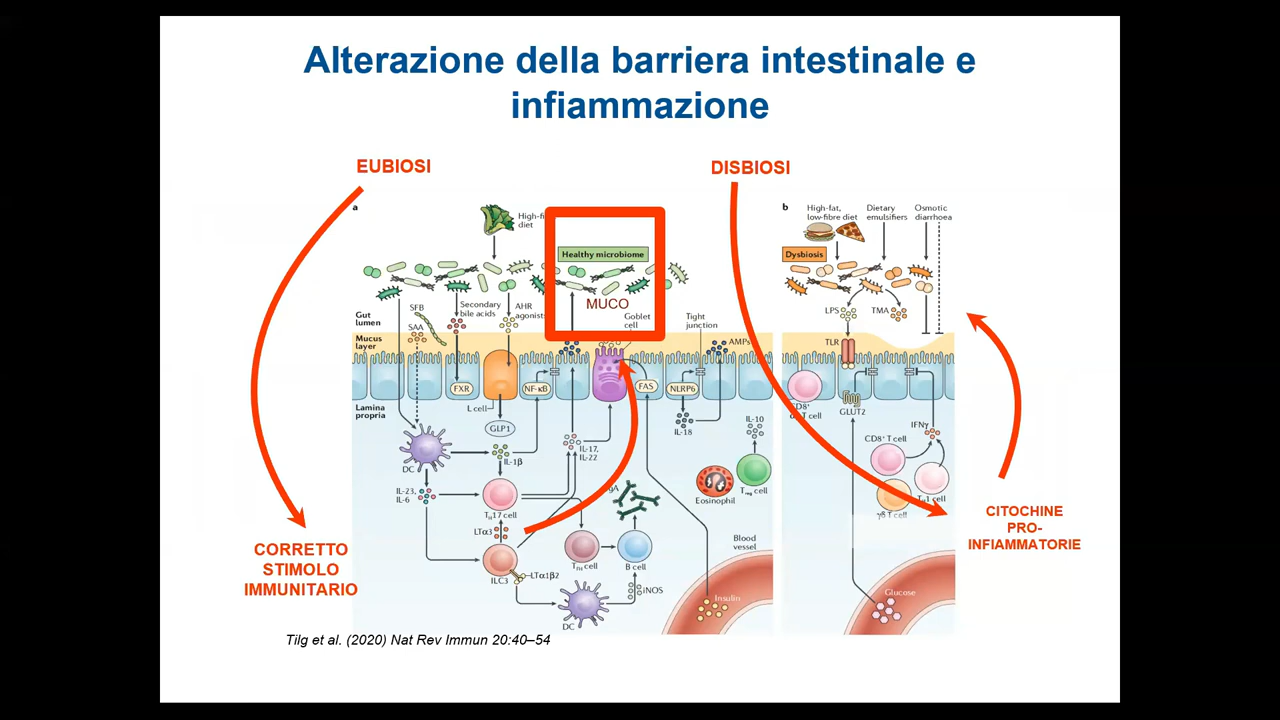 Alterazione della barriera intestinale e
infiammazione
EUBIOSI
DISBIOSI
a
High-fi
diet
Healthy microbiome
MUCO
Goblet
cell
SFB
SAA
Secondary
bile acids
AHR
agonists
Tight
junction
AMPs
Gut
lumen
Mucus
layer
Lamina
propria
FXR
L cell
GLP1
NF-κB
FAS
NLRP6
IL-18
IL-10
DC
IL-1β
IL-17,
IL-22
IL-23,
IL-6
TH17 cell
LTα3
ILC3
LTα1β2
TFH cell
B cell
gA
iNOS
DC
Eosinophil
Treg cell
Blood
vessel
Insulin
b
High-fat,
low-fibre diet
Dietary
emulsifiers
Osmotic
diarrhoea
Dysbiosis
LPS
TMA
TLR
CD8+
T cell
GLUT2
IFNγ
CD8+ T cell
TH1 cell
γδ T cell
Glucose
CORRETTO
STIMOLO
IMMUNITARIO
CITOCHINE
PRO-
INFIAMMATORIE
Tilg et al. (2020) Nat Rev Immun 20:40–54